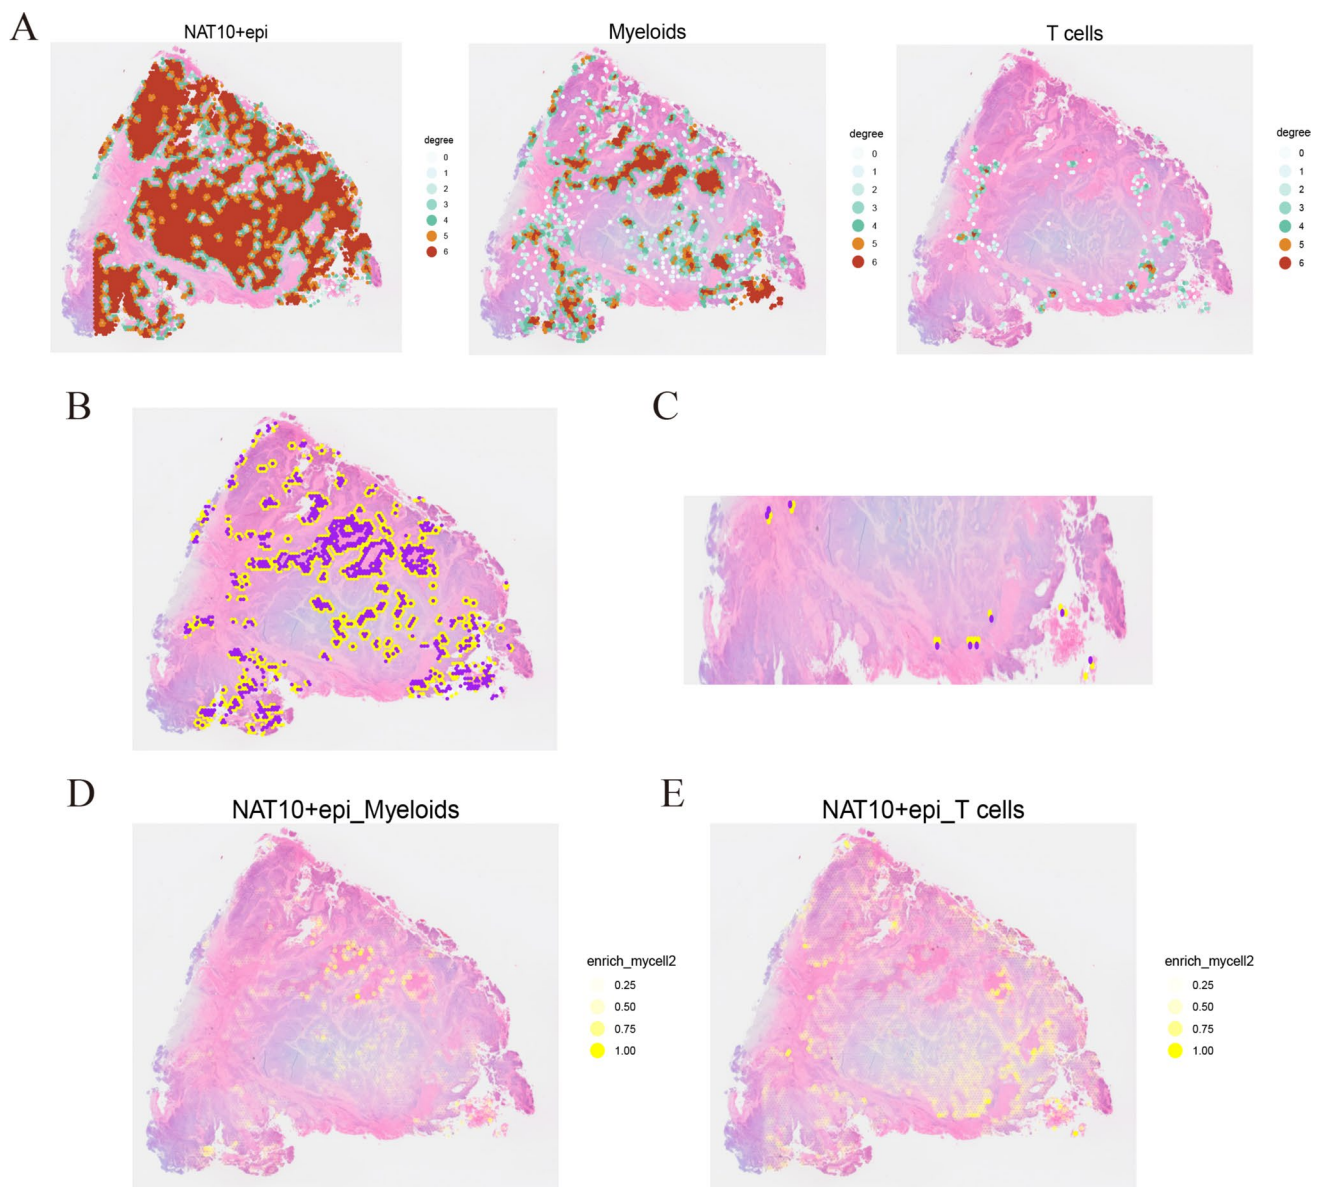 A
NAT10+epi
Myeloids
T cells
degree
0
1
2
3
4
5
6
degree
0
1
2
3
4
5
6
degree
0
1
2
3
4
5
6
B
C
D
NAT10+epi_Myeloids
enrich_mycell2
0.25
0.50
0.75
1.00
E
NAT10+epi_T cells
enrich_mycell2
0.25
0.50
0.75
1.00